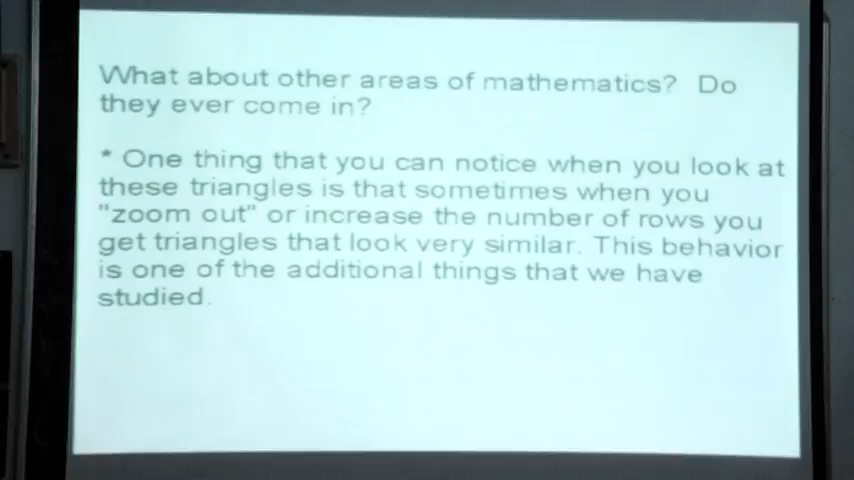 What about other areas of mathematics? Do
they ever come in?
* One thing that you can notice when you look at
these triangles is that sometimes when you
"zoom out" or increase the number of rows you
get triangles that look very similar. This behavior
is one of the additional things that we have
studied.